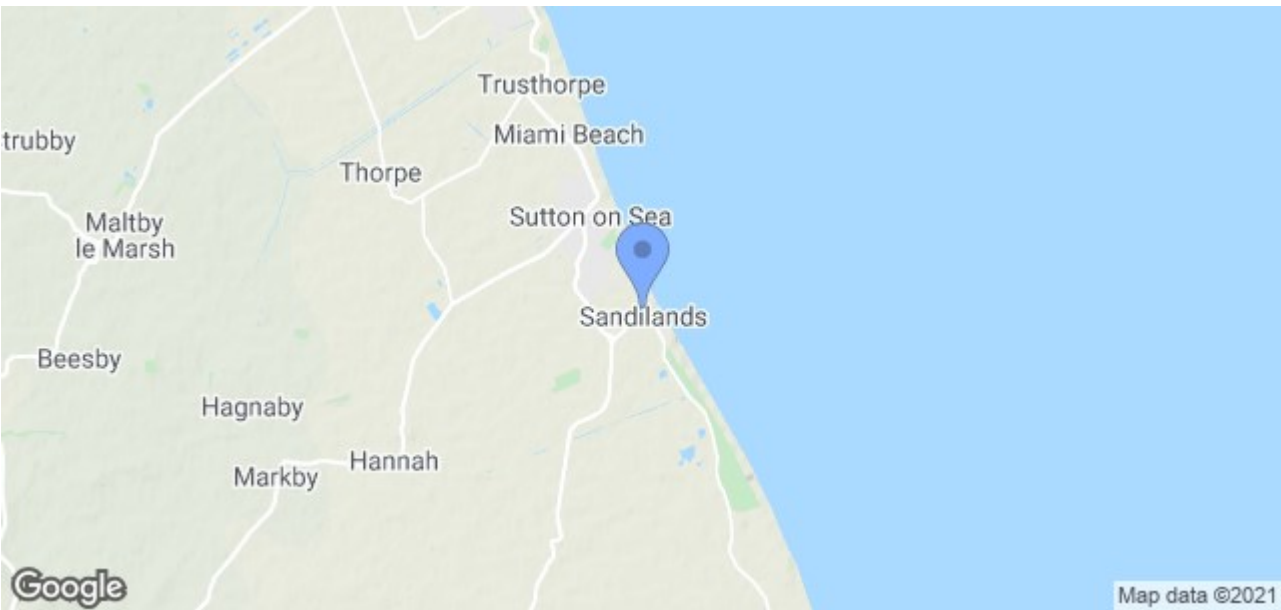 Trusthorpe
Miami Beach
trubby
Thorpe
Sutton on Sea
Maltby
le Marsh
Sandilands
Beesby
Hagnaby
Hannah
Markby
Google
Map data ©2021